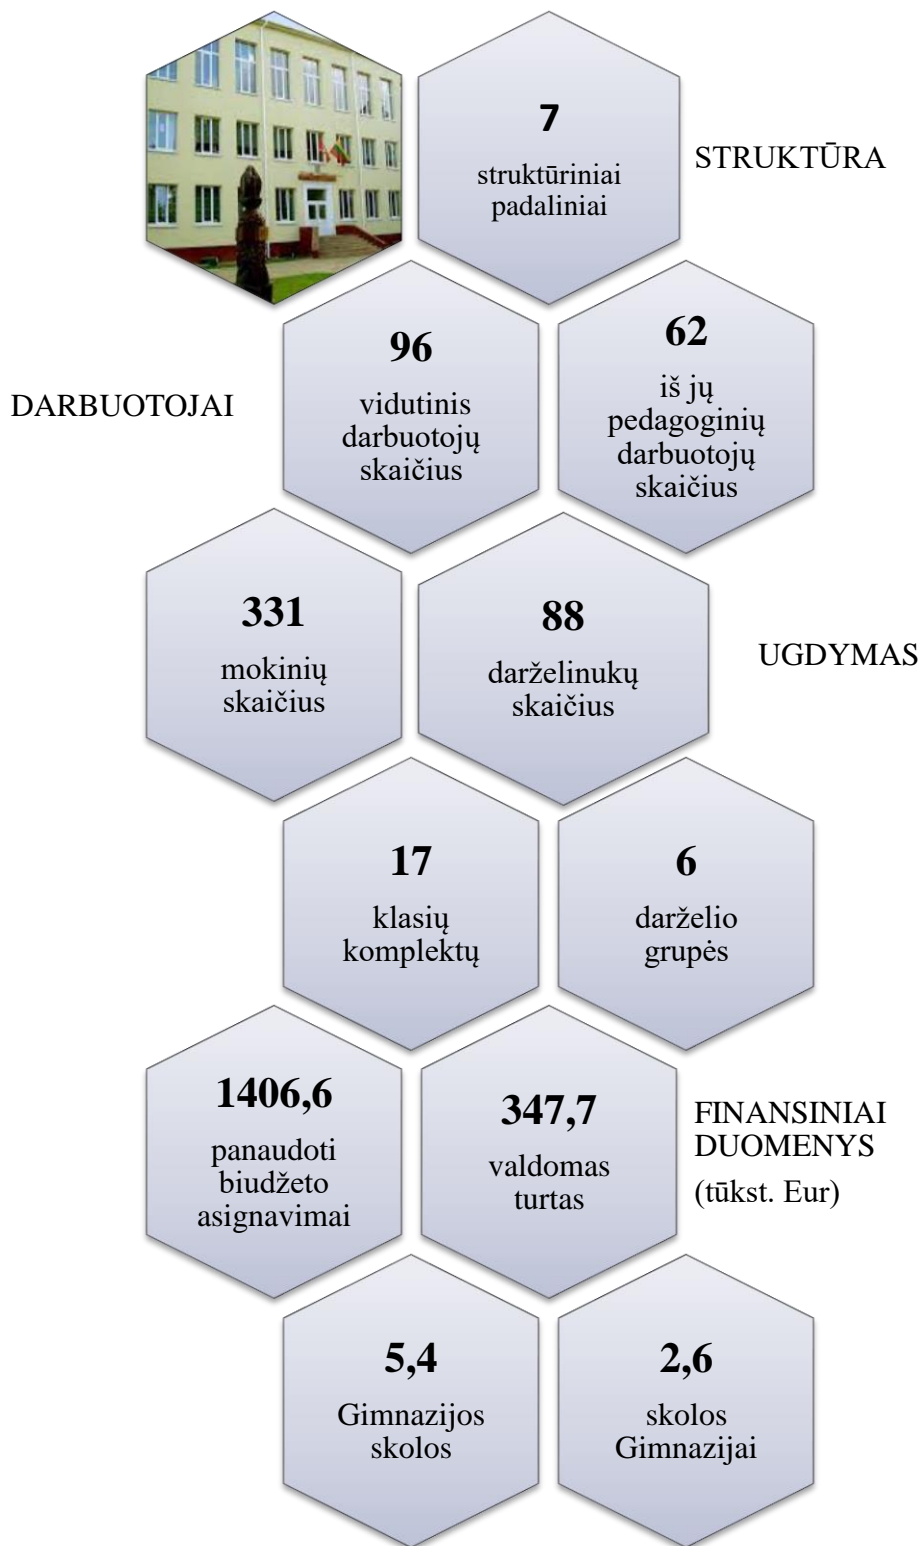 7
struktūriniai
padaliniai
STRUKTŪRA
DARBUOTOJAI
96
vidutinis
darbuotojų
skaičius
62
iš jų
pedagoginių
darbuotojų
skaičius
331
mokinių
skaičius
88
darželinukų
skaičius
UGDYMAS
17
klasių
komplektų
6
darželio
grupės
1406,6
panaudoti
biudžeto
asignavimai
347,7
valdomas
turtas
FINANSINIAI
DUOMENYS
(tūkst. Eur)
5,4
Gimnazijos
skolos
2,6
skolos
Gimnazijai